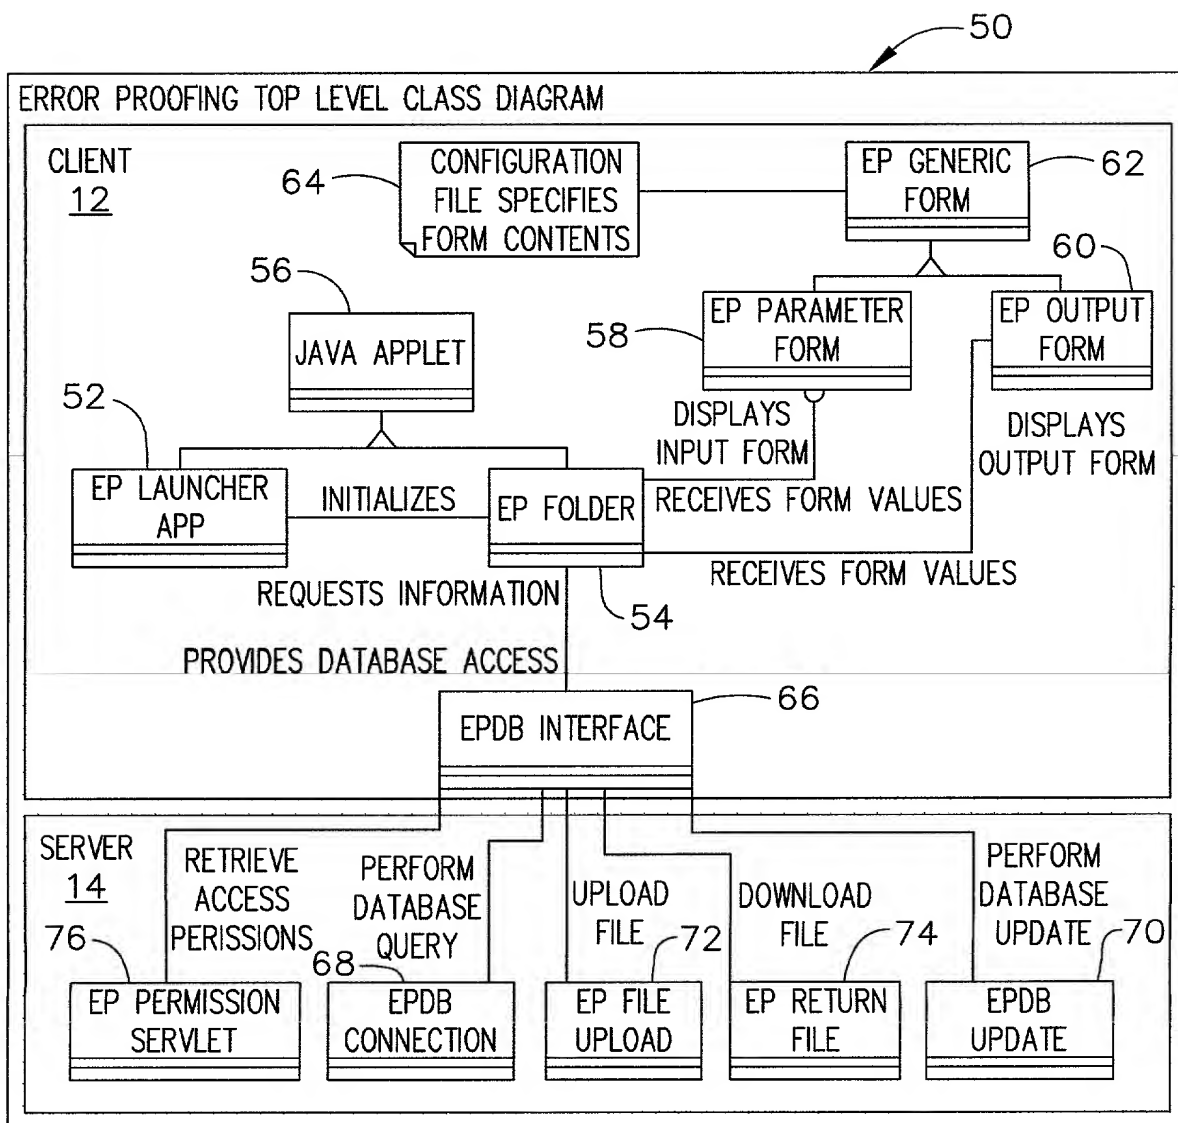 50
ERROR PROOFING TOP LEVEL CLASS DIAGRAM
CLIENT
12
64
CONFIGURATION
FILE SPECIFIES
FORM CONTENTS
EP GENERIC
FORM
62
56
JAVA APPLET
58
EP PARAMETER
FORM
60
EP OUTPUT
FORM
52
EP LAUNCHER
APP
INITIALIZES
EP FOLDER
54
DISPLAYS
INPUT FORM
RECEIVES FORM VALUES
DISPLAYS
OUTPUT FORM
RECEIVES FORM VALUES
REQUESTS INFORMATION
PROVIDES DATABASE ACCESS
EPDB INTERFACE
66
SERVER
14
RETRIEVE
ACCESS
PERISSIONS
PERFORM
DATABASE
QUERY
UPLOAD
FILE
DOWNLOAD
FILE
PERFORM
DATABASE
UPDATE
76
EP PERMISSION
SERVLET
68
EPDB
CONNECTION
72
EP FILE
UPLOAD
74
EP RETURN
FILE
70
EPDB
UPDATE